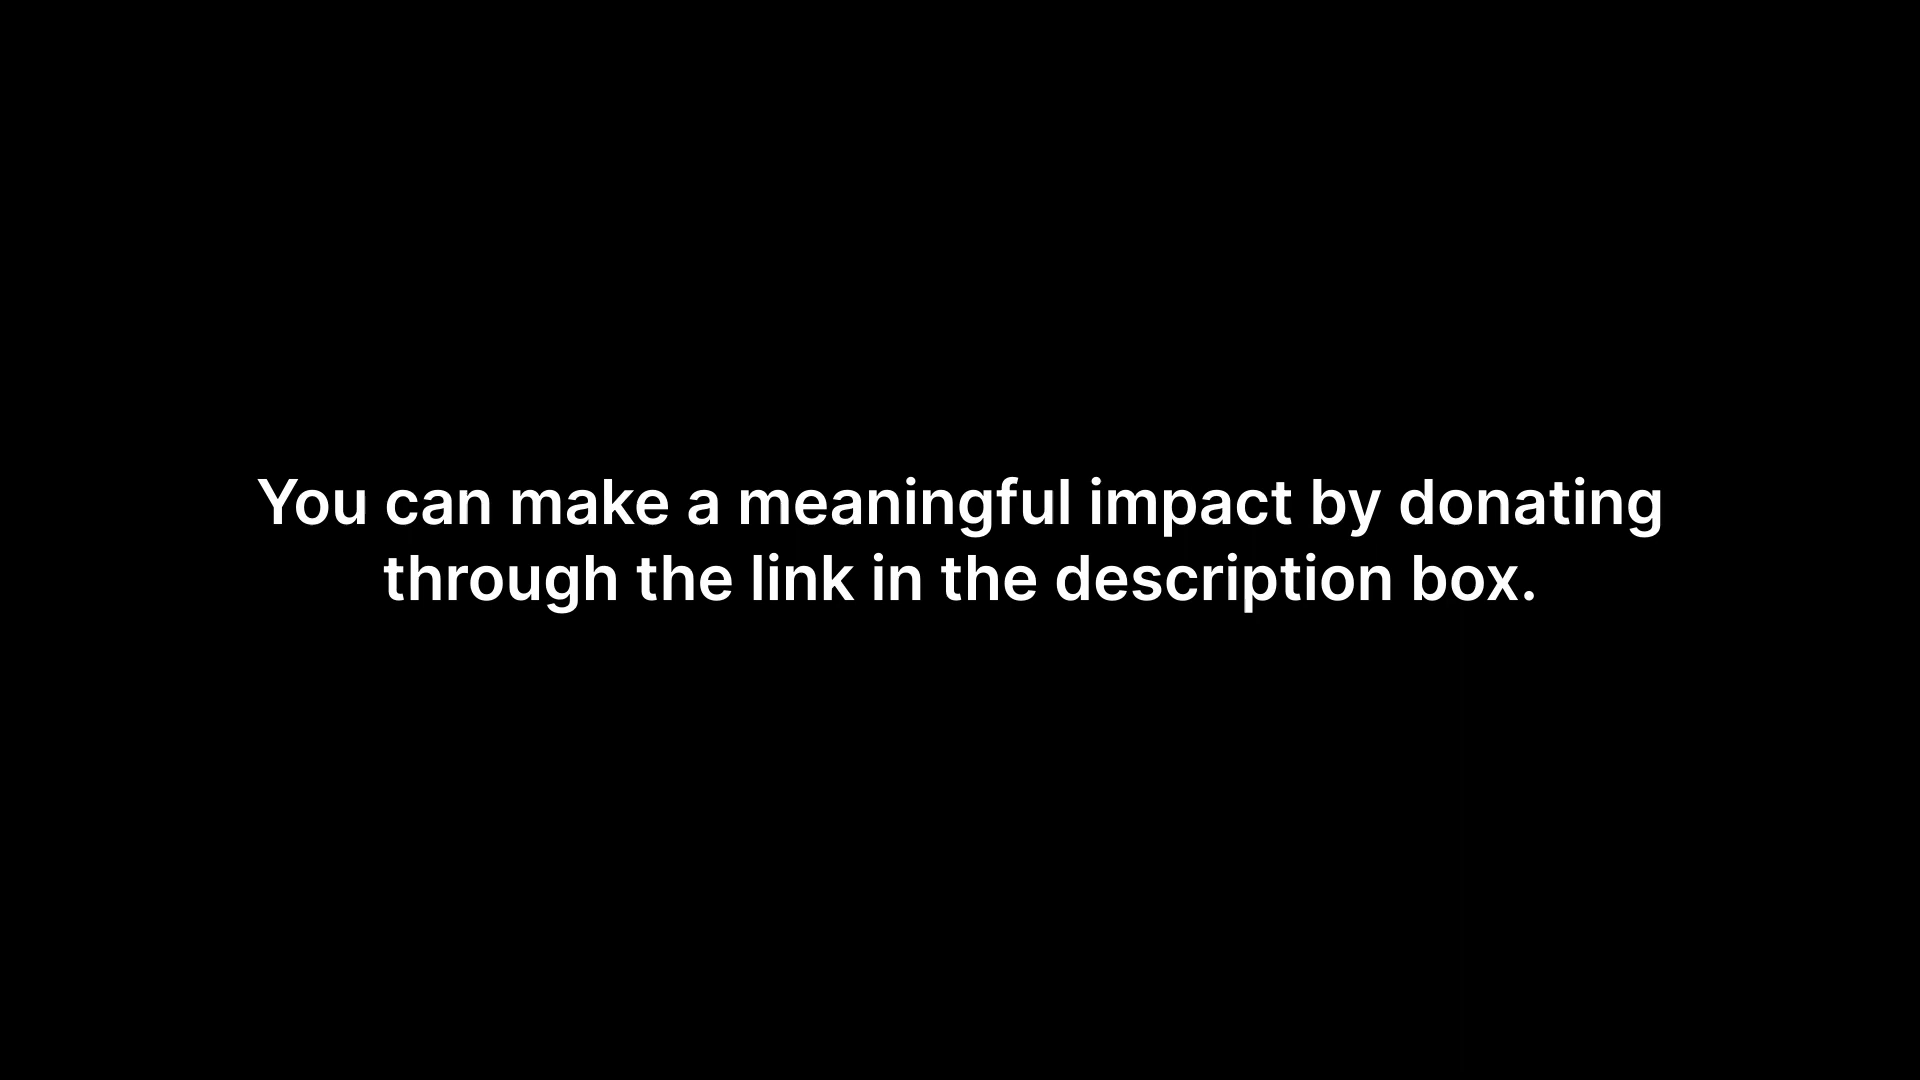 You can make a meaningful impact by donating
through the link in the description box.